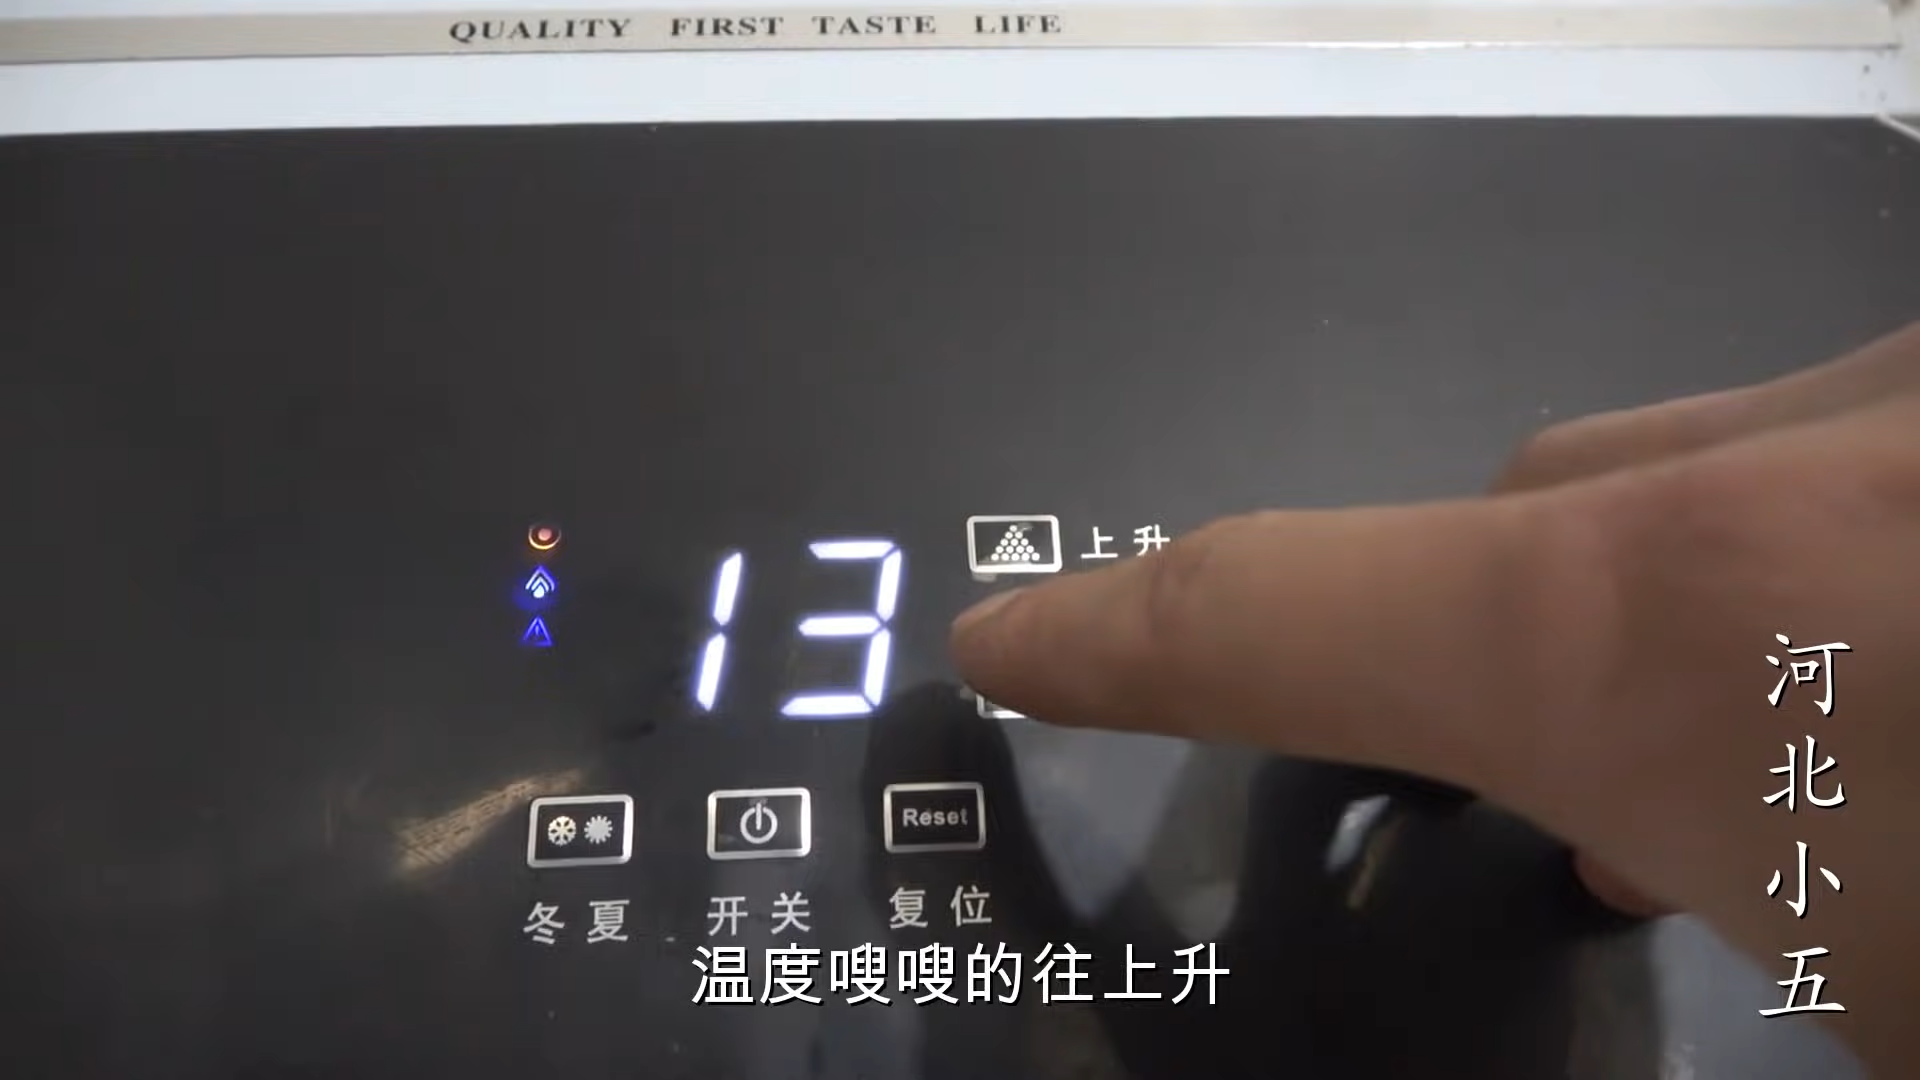 QUALITY FIRST TASTE LIFE
上升
13
Reset
冬夏
开关
复位
温度嗖嗖的往上升
河北小五